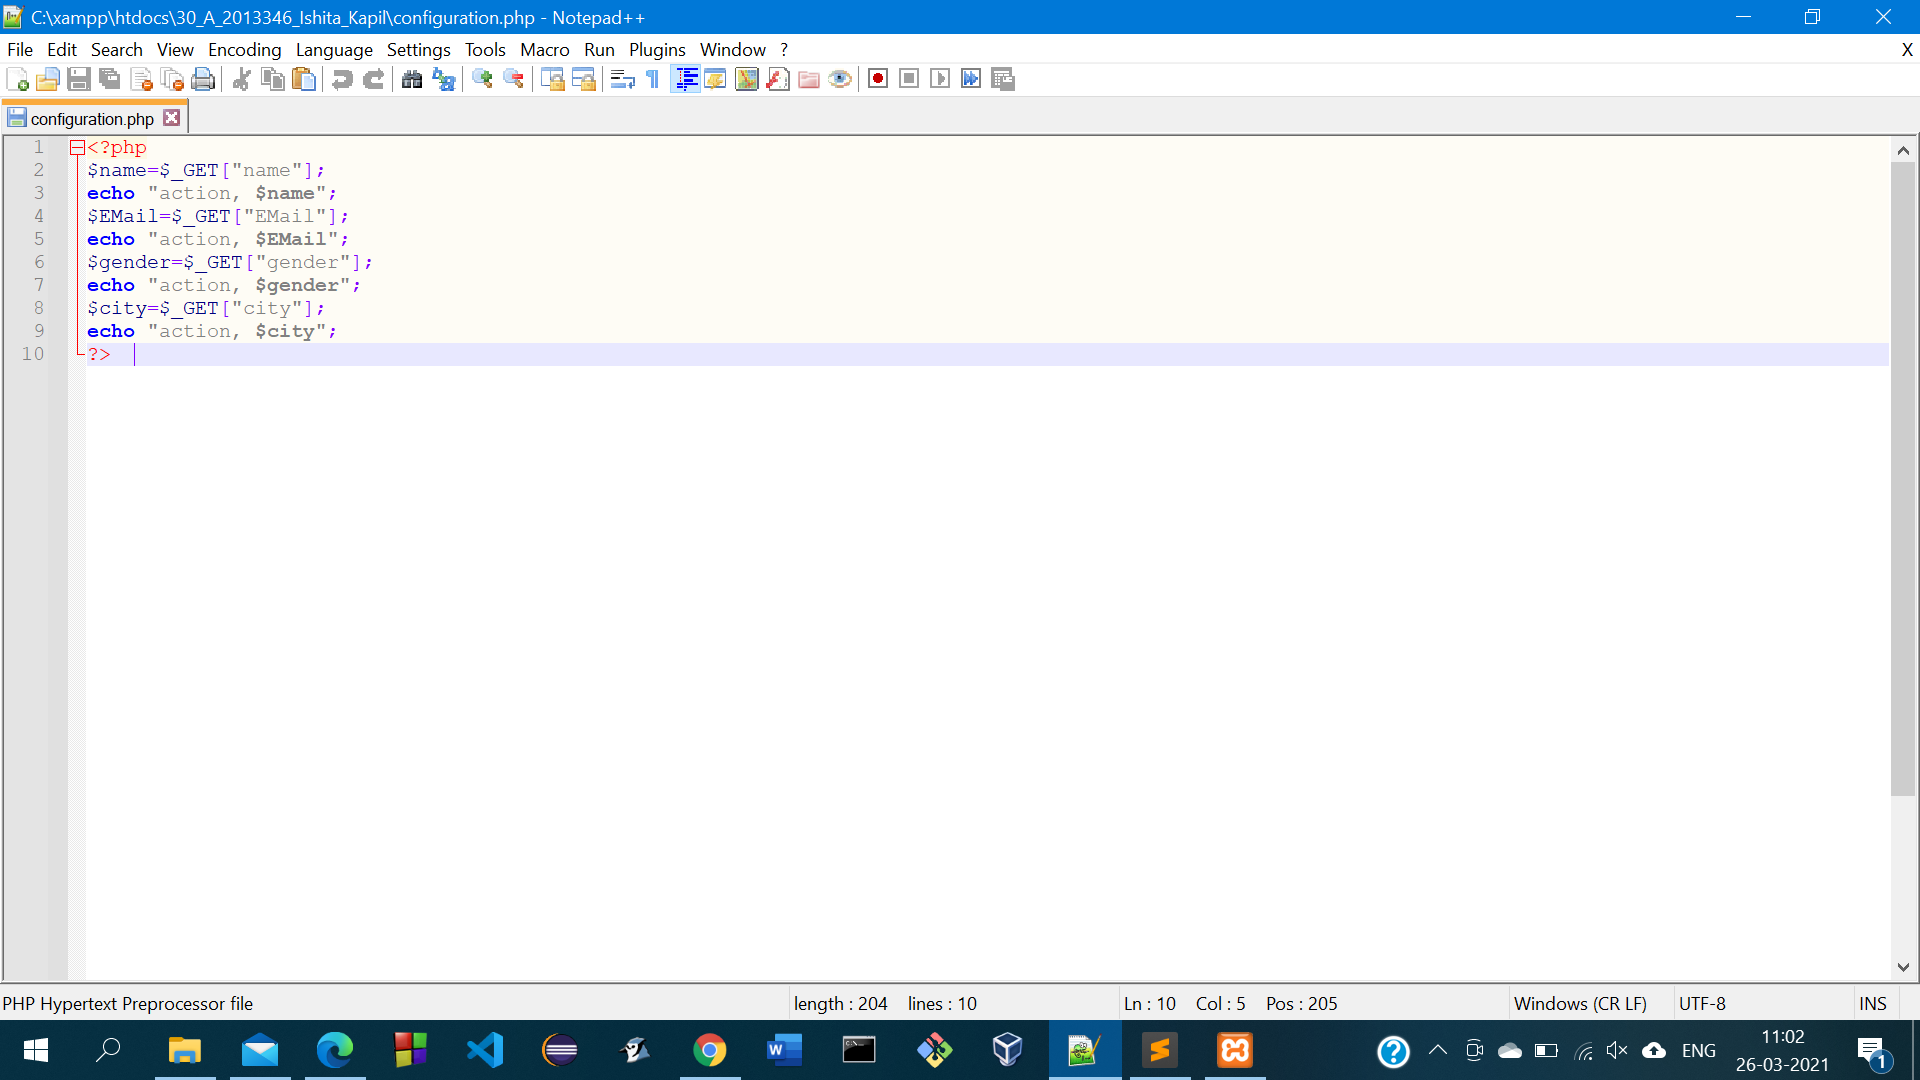 C:\xampp\htdocs\30_A_2013346_Ishita_Kapil\configuration.php - Notepad++
File Edit Search View Encoding Language Settings Tools Macro Run Plugins Window ? X
configuration.php
1 <?php
2 $name=$_GET["name"];
3 echo "action, $name";
4 $EMail=$_GET["EMail"];
5 echo "action, $EMail";
6 $gender=$_GET["gender"];
7 echo "action, $gender";
8 $city=$_GET["city"];
9 echo "action, $city";
10 ?>
PHP Hypertext Preprocessor file length : 204 lines : 10 Ln : 10 Col : 5 Pos : 205 Windows (CR LF) UTF-8 INS
ENG 11:02
26-03-2021
1